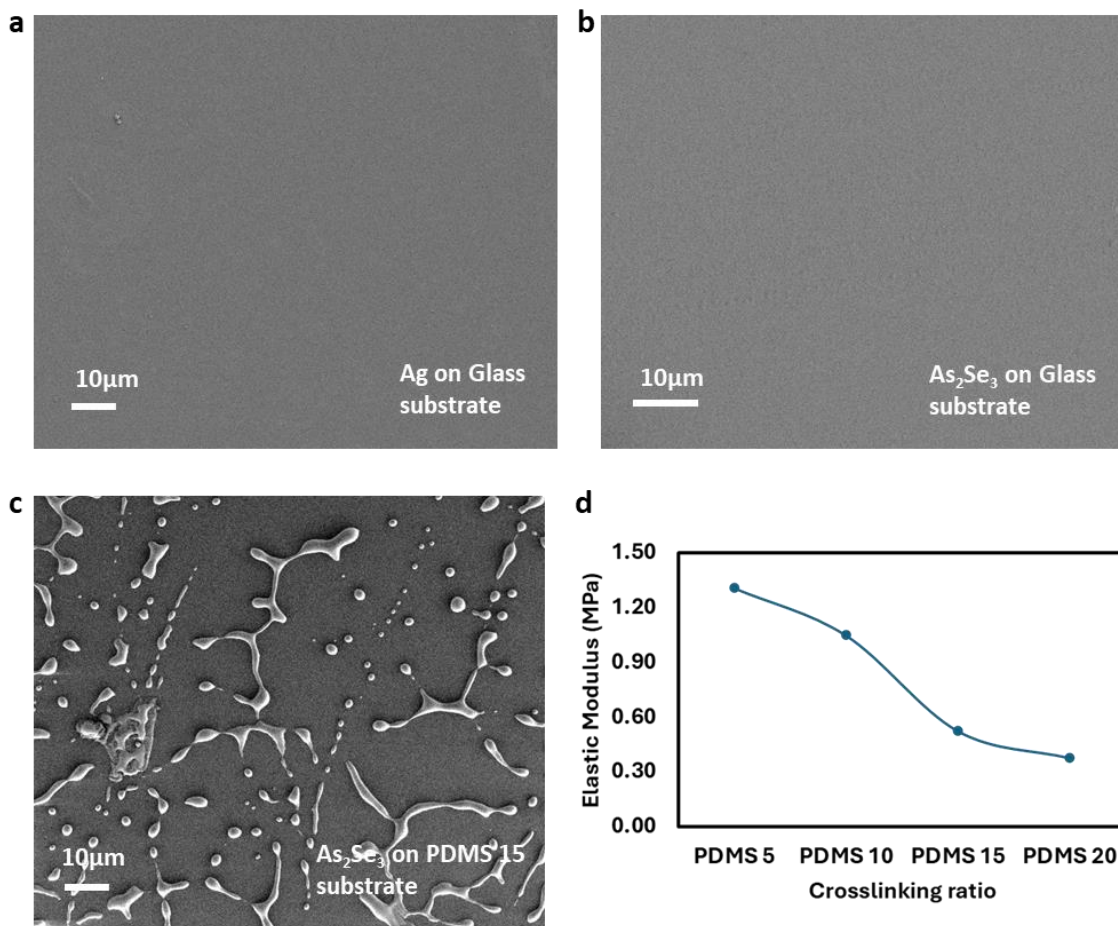 a
10µm
Ag on Glass
substrate
b
10µm
As₂Se₃ on Glass
substrate
c
10µm
As₂Se₃ on PDMS 15
substrate
d
Elastic Modulus (MPa)
1.50
1.20
0.90
0.60
0.30
0.00
PDMS 5 PDMS 10 PDMS 15 PDMS 20
Crosslinking ratio